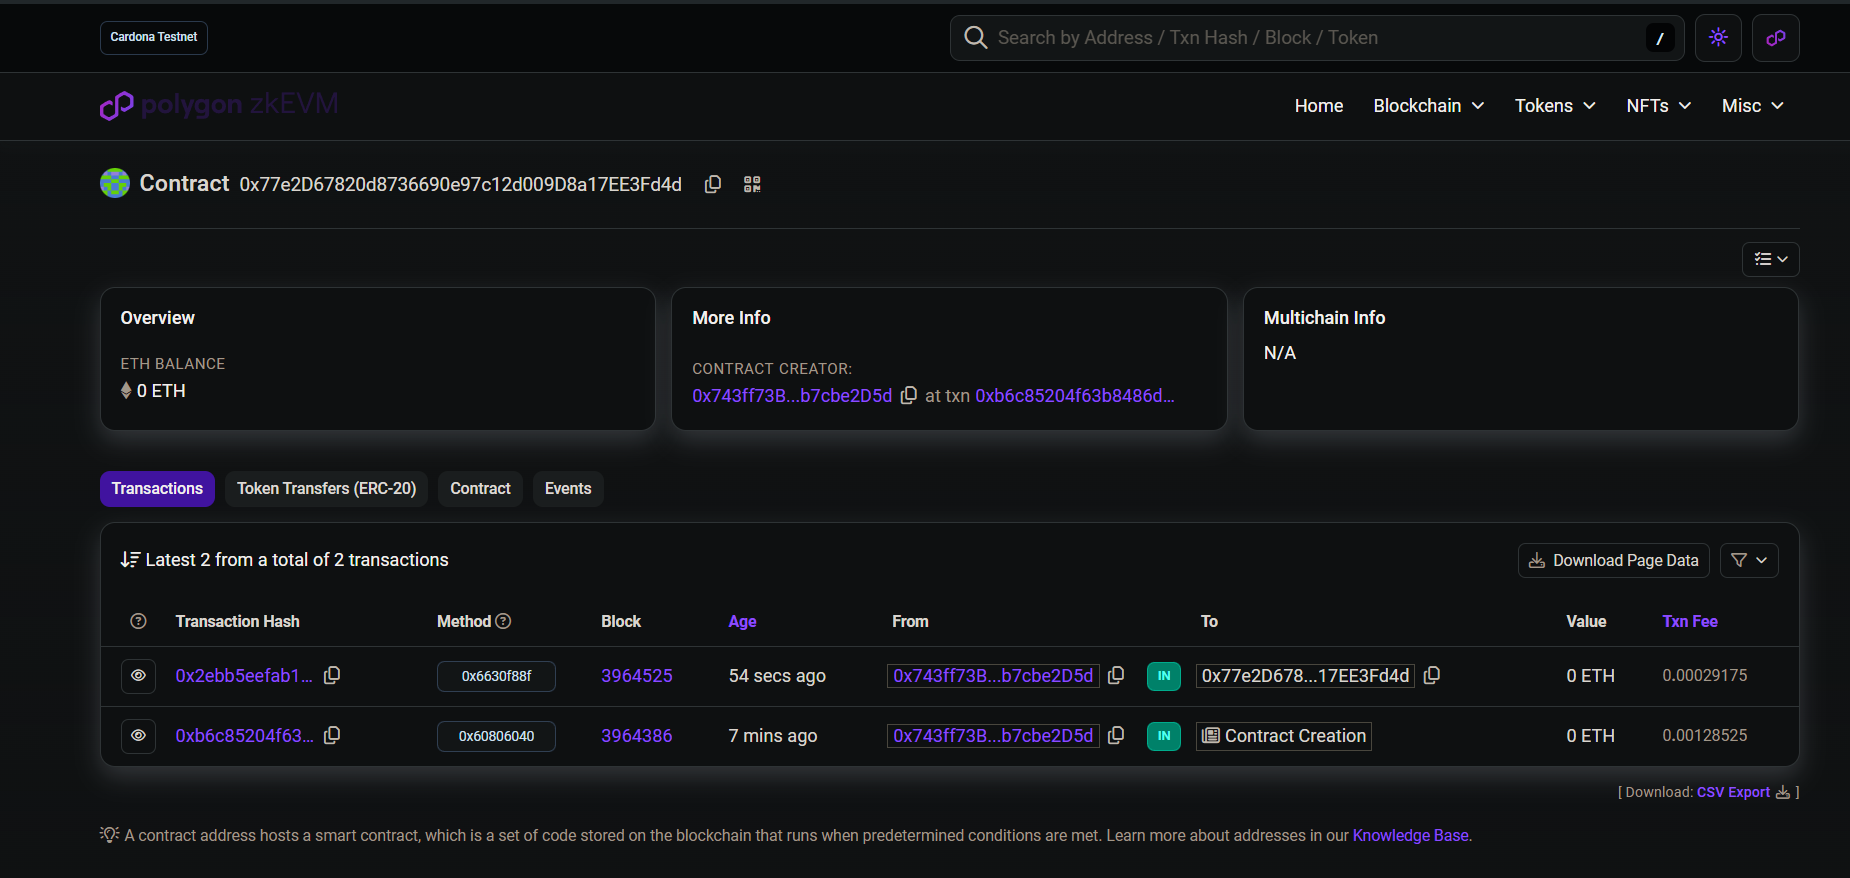 Cardona Testnet
Search by Address / Txn Hash / Block / Token /
polygon zkEVM
Home Blockchain Tokens NFTs Misc
Contract 0x77e2D67820d8736690e97c12d009D8a17EE3Fd4d
Overview
ETH BALANCE
0 ETH
More Info
CONTRACT CREATOR:
0x743ff73B...b7cbe2D5d at txn 0xb6c85204f63b8486d...
Multichain Info
N/A
Transactions Token Transfers (ERC-20) Contract Events
Latest 2 from a total of 2 transactions
Download Page Data
? Transaction Hash Method ? Block Age From To Value Txn Fee
0x2ebb5eefab1... 0x6630f88f 3964525 54 secs ago 0x743ff73B...b7cbe2D5d IN 0x77e2D678...17EE3Fd4d 0 ETH 0.00029175
0xb6c85204f63... 0x60806040 3964386 7 mins ago 0x743ff73B...b7cbe2D5d IN Contract Creation 0 ETH 0.00128525
[ Download: CSV Export ]
A contract address hosts a smart contract, which is a set of code stored on the blockchain that runs when predetermined conditions are met. Learn more about addresses in our Knowledge Base.